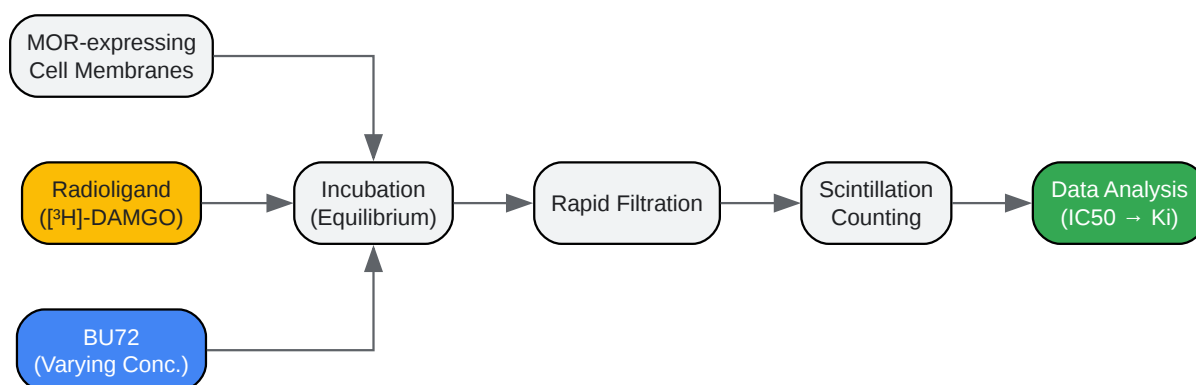 MOR-expressing
Cell Membranes
Radioligand
([³H]-DAMGO)
Incubation
(Equilibrium)
Rapid Filtration
Scintillation
Counting
Data Analysis
(IC50 → Ki)
BU72
(Varying Conc.)